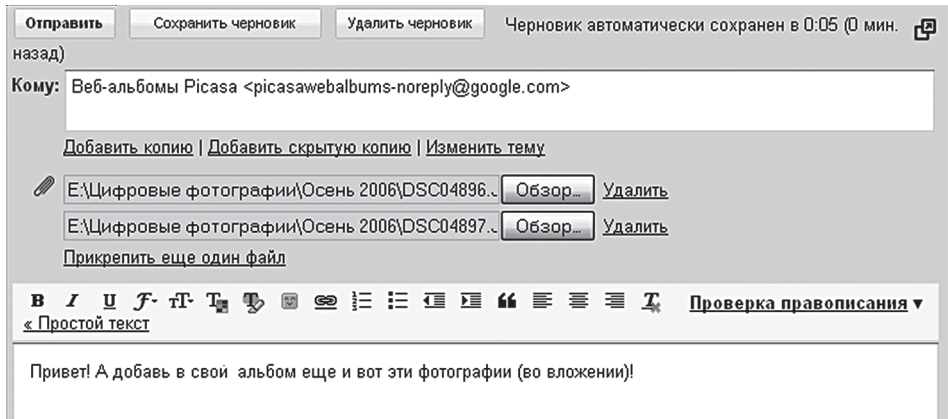 Отправить Сохранить черновик Удалить черновик Черновик автоматически сохранен в 0:05 (0 мин.
назад)
Кому: Веб-альбомы Picasa <picasawebalbums-noreply@google.com>
Добавить копию | Добавить скрытую копию | Изменить тему
E:\Цифровые фотографии\Осень 2006\DSC04896... Обзор... Удалить
E:\Цифровые фотографии\Осень 2006\DSC04897... Обзор... Удалить
Прикрепить еще один файл
B I U F T T T Проверка правописания ▼
« Простой текст
Привет! А добавь в свой альбом еще и вот эти фотографии (во вложении)!